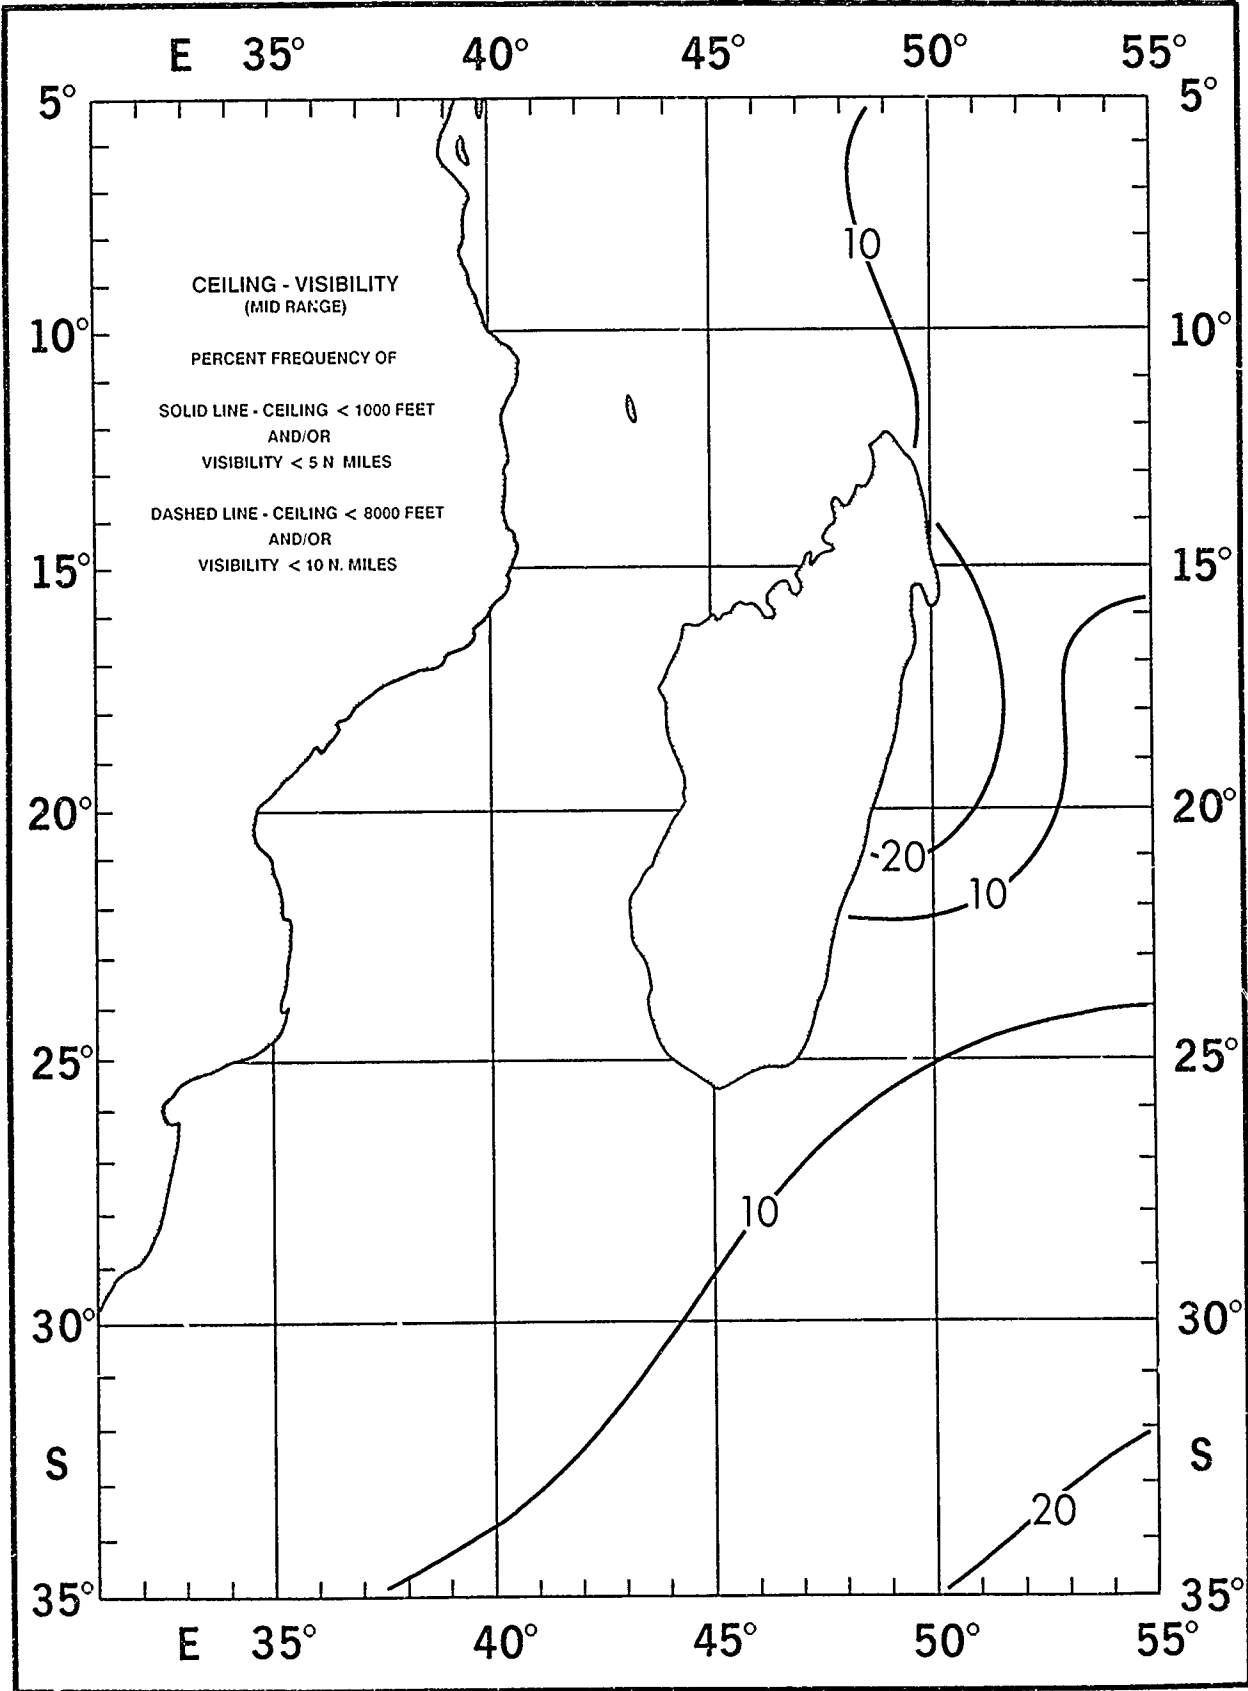 E 35° 40° 45° 50° 55°
5° 5°
10
CEILING - VISIBILITY
(MID RANGE)
10° 10°
PERCENT FREQUENCY OF
SOLID LINE - CEILING < 1000 FEET
AND/OR
VISIBILITY < 5 N MILES
DASHED LINE - CEILING < 8000 FEET
AND/OR
VISIBILITY < 10 N. MILES
15° 15°
20° 20°
-20
10
25° 25°
10
30° 30°
S S
20
35° 35°
E 35° 40° 45° 50° 55°